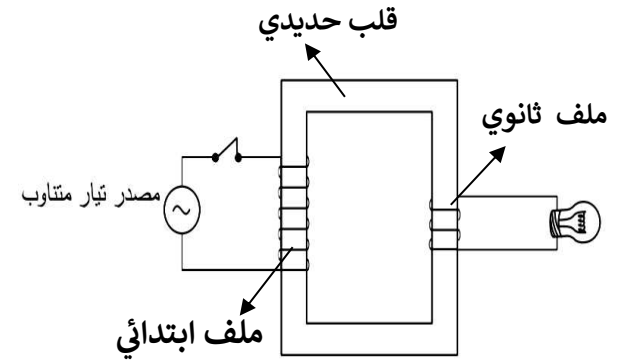 قلب حديدي
ملف ثانوي
مصدر تيار متناوب
ملف ابتدائي